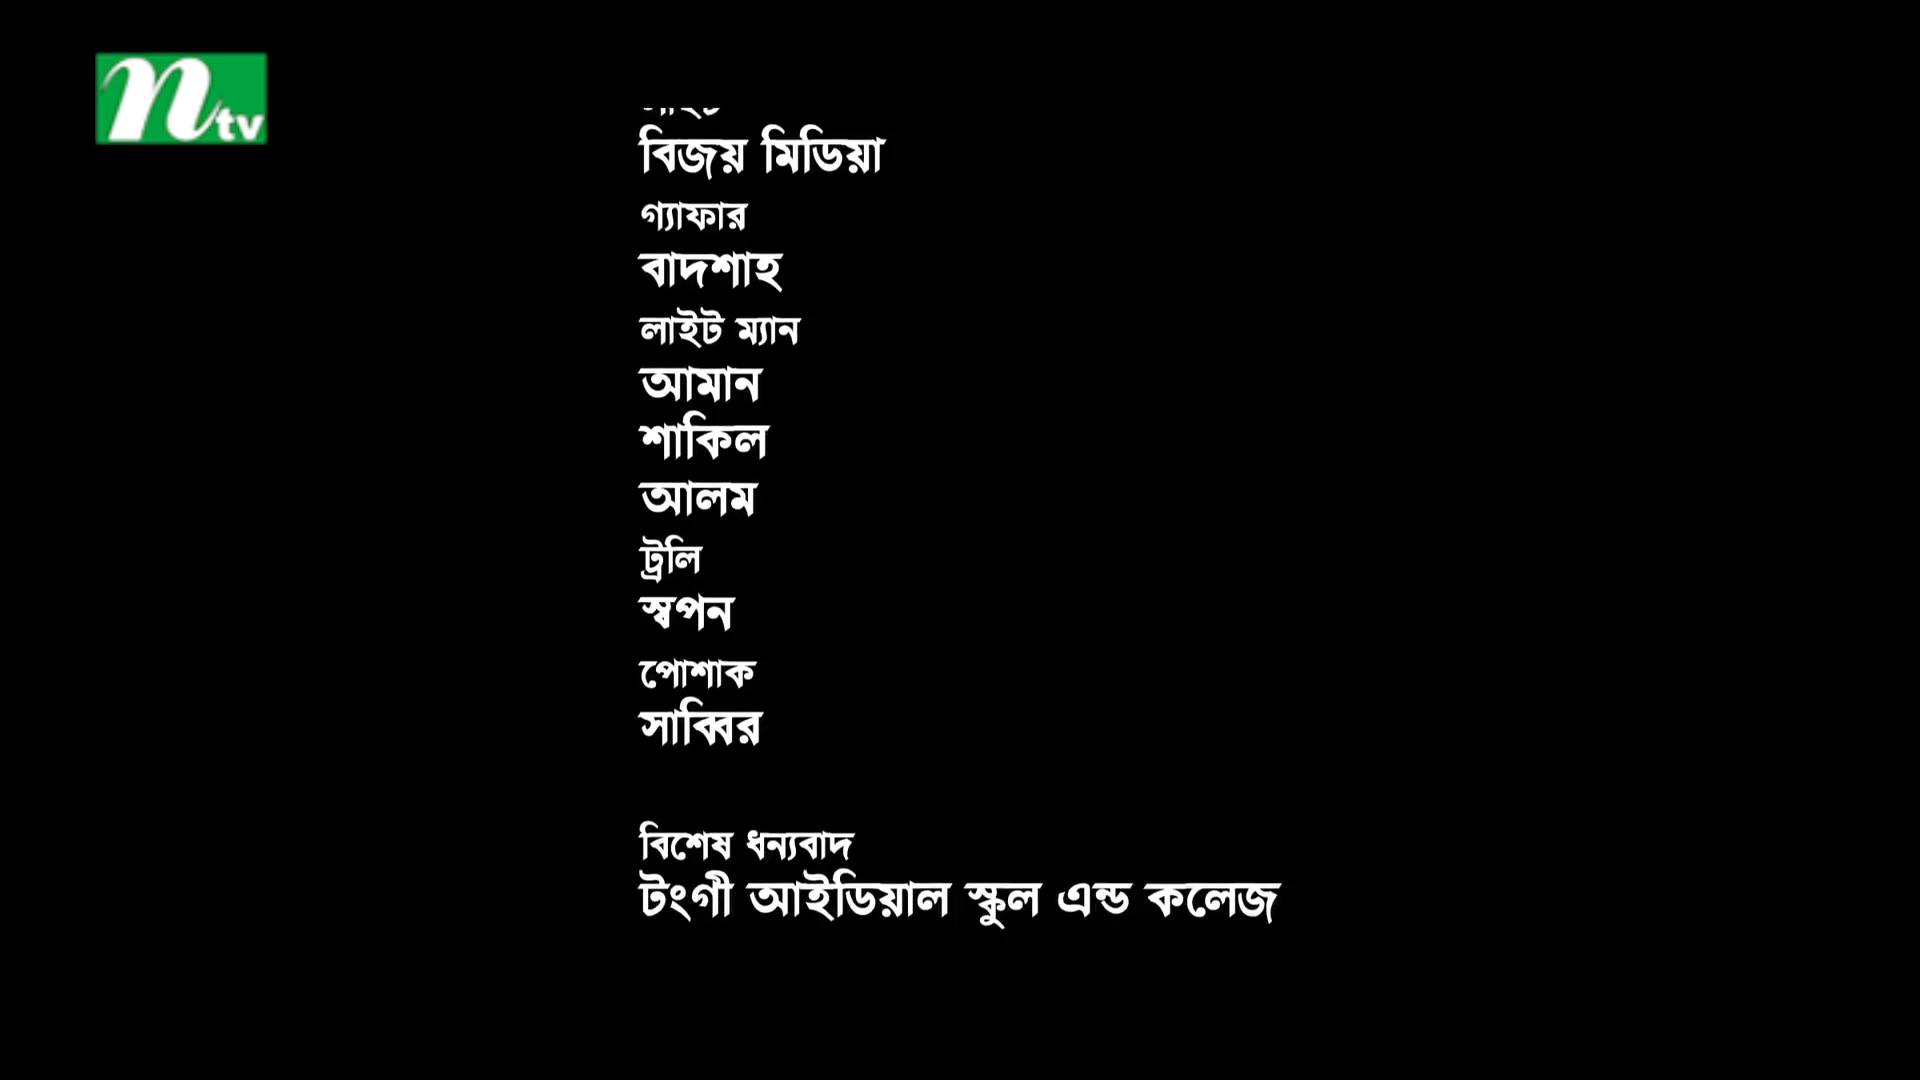 ntv
বিজয় মিডিয়া
গ্যাফার
বাদশাহ
লাইট ম্যান
আমান
শাকিল
আলম
ট্রলি
স্বপন
পোশাক
সাব্বির
বিশেষ ধন্যবাদ
টংগী আইডিয়াল স্কুল এন্ড কলেজ